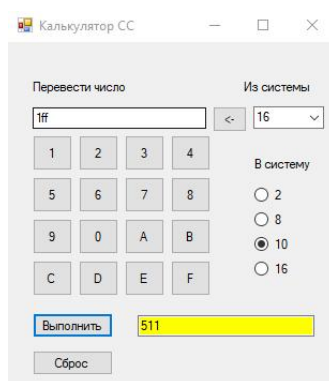 Калькулятор СС
Перевести число
Из системы
1ff
<-
16
1 2 3 4
В систему
5 6 7 8
2
8
9 0 A B
10
16
C D E F
Выполнить
511
Сброс